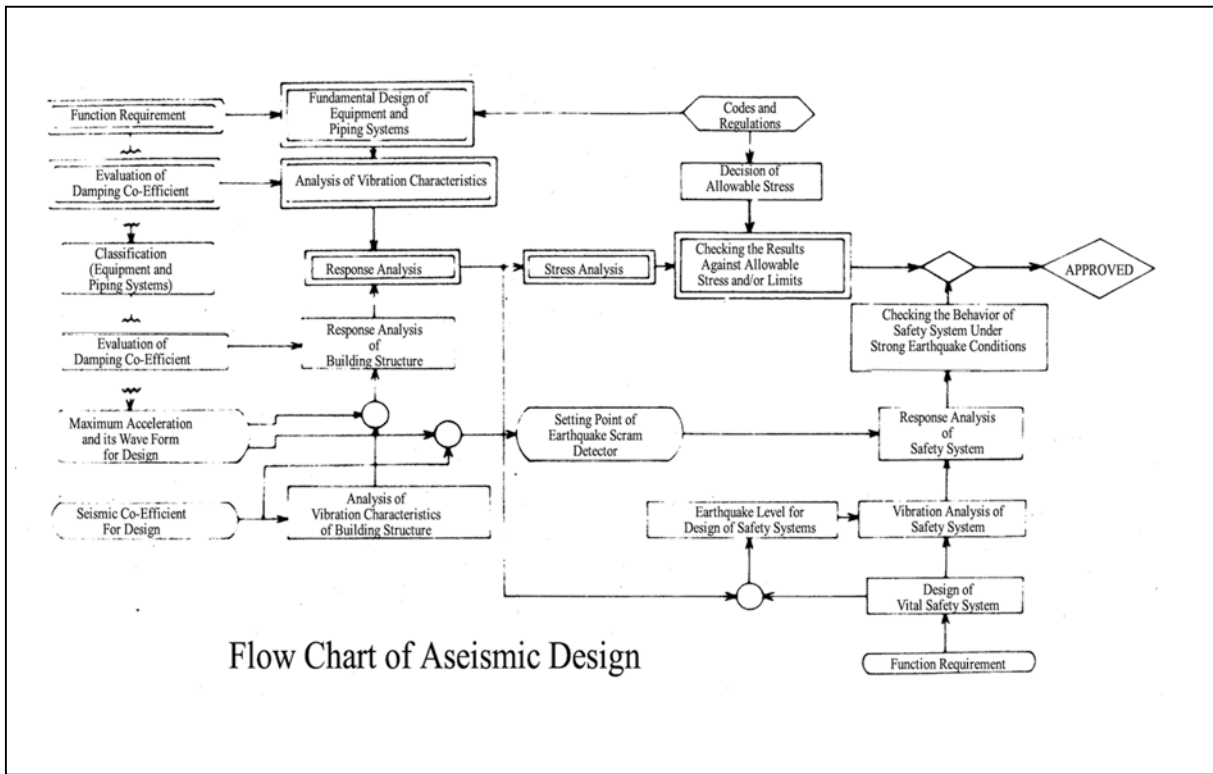 Function Requirement
Fundamental Design of
Equipment and
Piping Systems
Codes and
Regulations
Evaluation of
Damping Co-Efficient
Analysis of Vibration Characteristics
Decision of
Allowable Stress
Classification
(Equipment and
Piping Systems)
Response Analysis
Stress Analysis
Checking the Results
Against Allowable
Stress and/or Limits
APPROVED
Evaluation of
Damping Co-Efficient
Response Analysis
of
Building Structure
Checking the Behavior of
Safety System Under
Strong Earthquake Conditions
Maximum Acceleration
and its Wave Form
for Design
Setting Point of
Earthquake Scram
Detector
Response Analysis
of
Safety System
Seismic Co-Efficient
For Design
Analysis of
Vibration Characteristics
of Building Structure
Earthquake Level for
Design of Safety Systems
Vibration Analysis of
Safety System
Design of
Vital Safety System
Function Requirement
Flow Chart of Aseismic Design